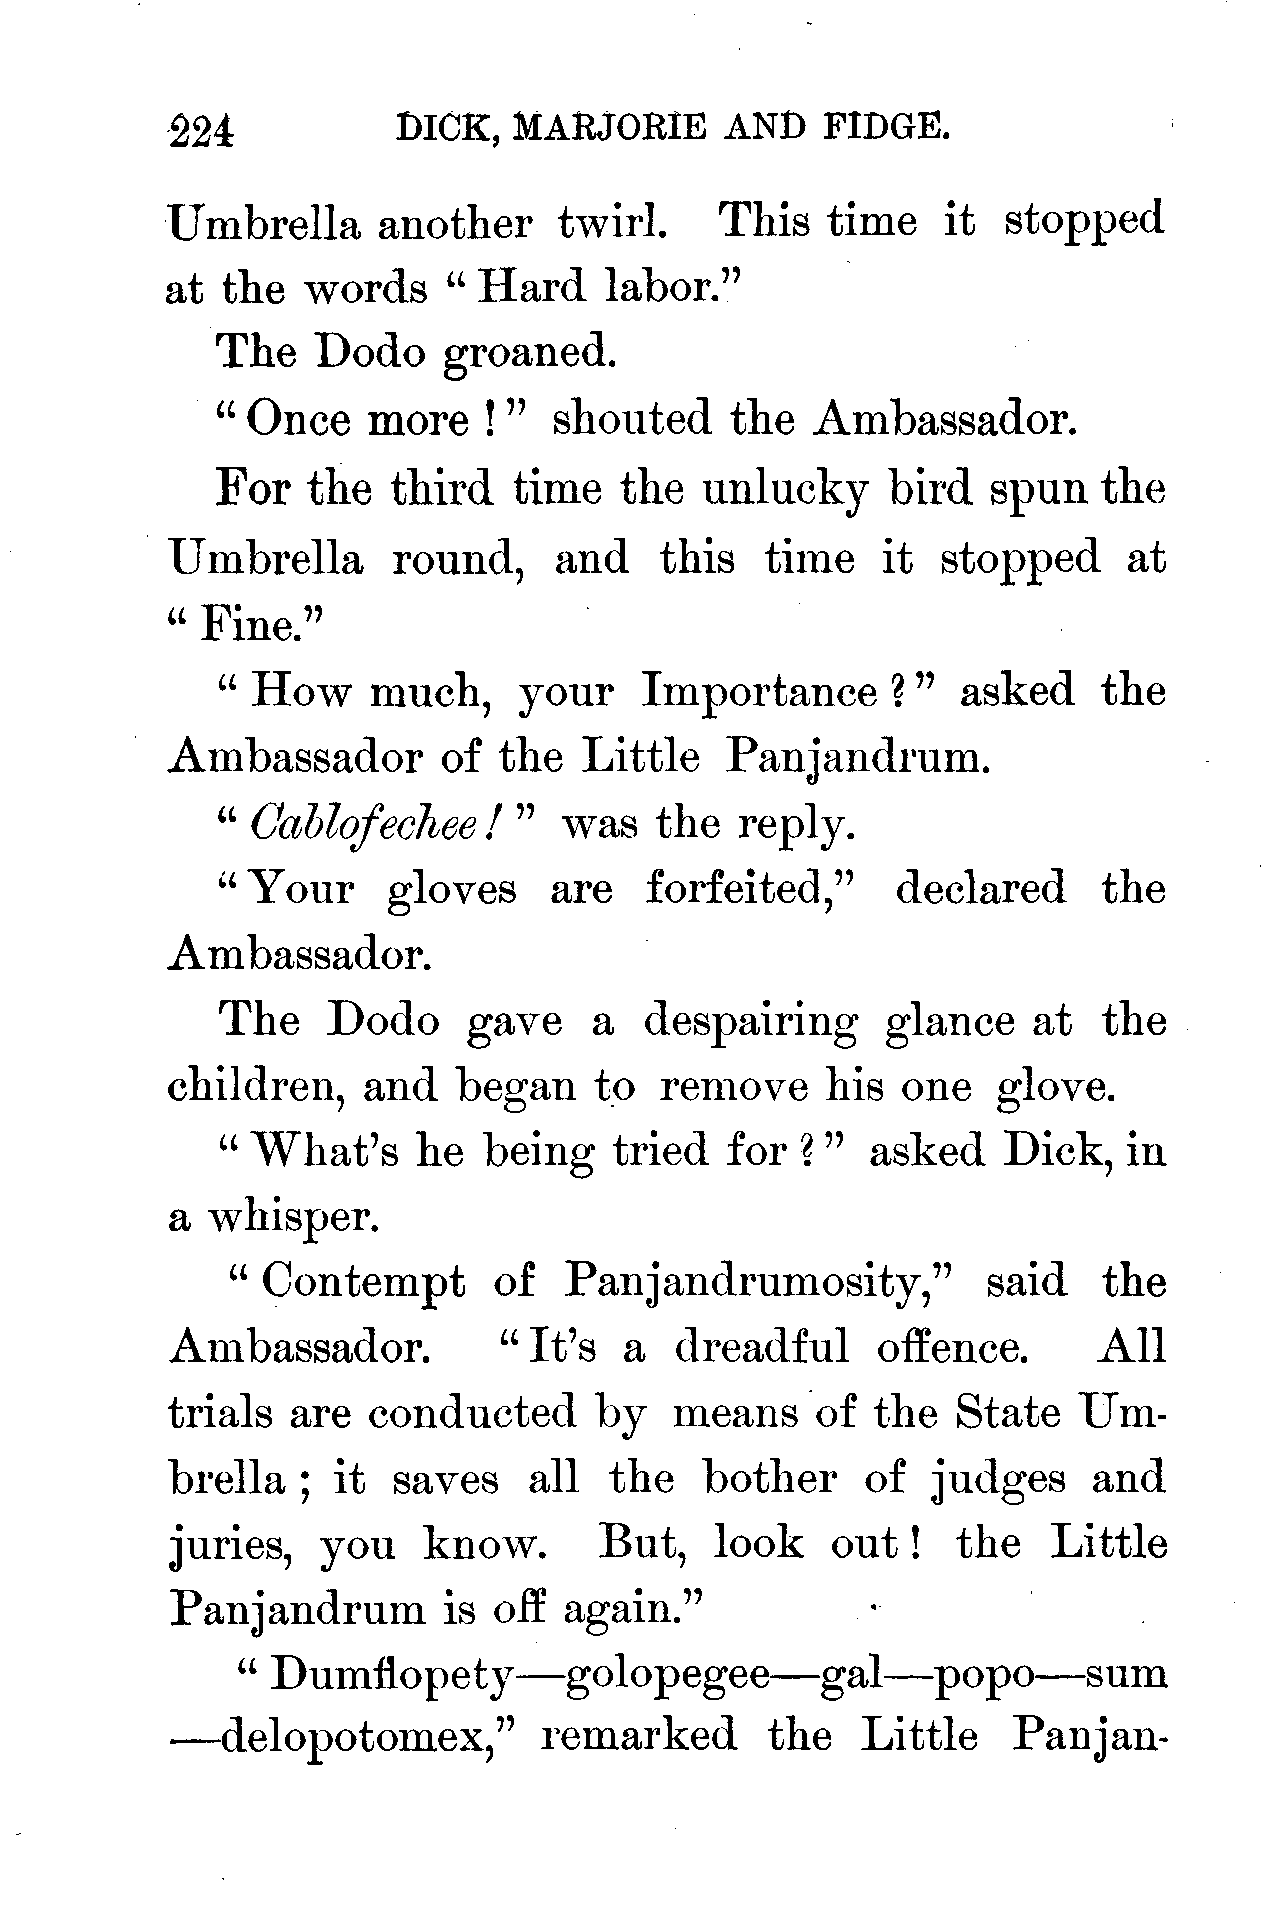 224 DICK, MARJORIE AND FIDGE.
Umbrella another twirl. This time it stopped
at the words “ Hard labor.”
The Dodo groaned.
“ Once more ! ” shouted the Ambassador.
For the third time the unlucky bird spun the
Umbrella round, and this time it stopped at
“ Fine.”
“ How much, your Importance ? ” asked the
Ambassador of the Little Panjandrum.
“ Cablofechee ! ” was the reply.
“ Your gloves are forfeited,” declared the
Ambassador.
The Dodo gave a despairing glance at the
children, and began to remove his one glove.
“ What’s he being tried for ? ” asked Dick, in
a whisper.
“ Contempt of Panjandrumosity,” said the
Ambassador. “ It’s a dreadful offence. All
trials are conducted by means of the State Um-
brella ; it saves all the bother of judges and
juries, you know. But, look out ! the Little
Panjandrum is off again.”
“ Dumflopety—golopegee—gal—popo—sum
—delopotomex,” remarked the Little Panjan-